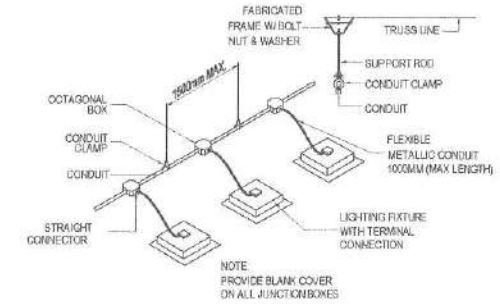 FABRICATED
FRAME W/ BOLT
NUT & WASHER
TRUSS LINE
SUPPORT ROD
CONDUIT CLAMP
CONDUIT
1500mm MAX.
OCTAGONAL
BOX
CONDUIT
CLAMP
CONDUIT
STRAIGHT
CONNECTOR
FLEXIBLE
METALLIC CONDUIT
1000MM (MAX LENGTH)
LIGHTING FIXTURE
WITH TERMINAL
CONNECTION
NOTE:
PROVIDE BLANK COVER
ON ALL JUNCTION BOXES